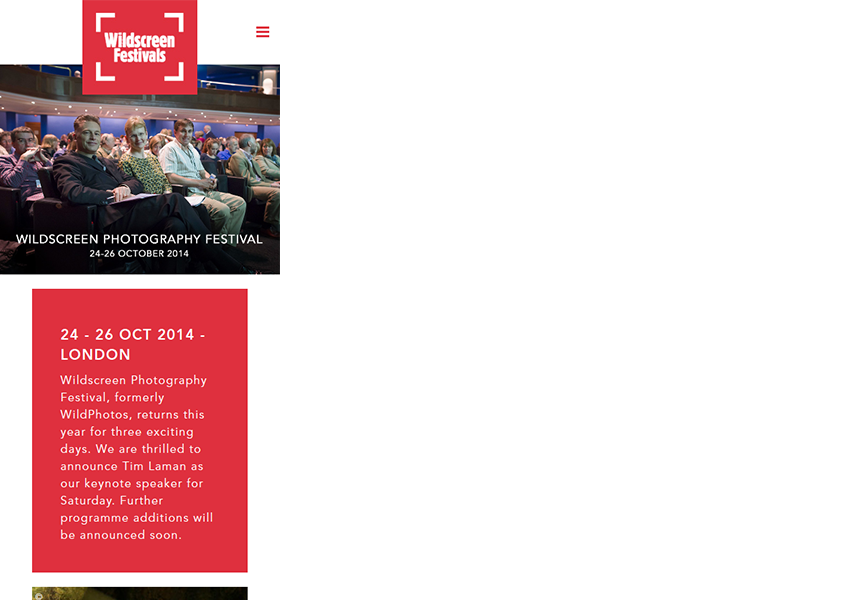 Wildscreen
Festivals
WILDSCREEN PHOTOGRAPHY FESTIVAL
24-26 OCTOBER 2014
24 - 26 OCT 2014 -
LONDON
Wildscreen Photography
Festival, formerly
WildPhotos, returns this
year for three exciting
days. We are thrilled to
announce Tim Laman as
our keynote speaker for
Saturday. Further
programme additions will
be announced soon.
©